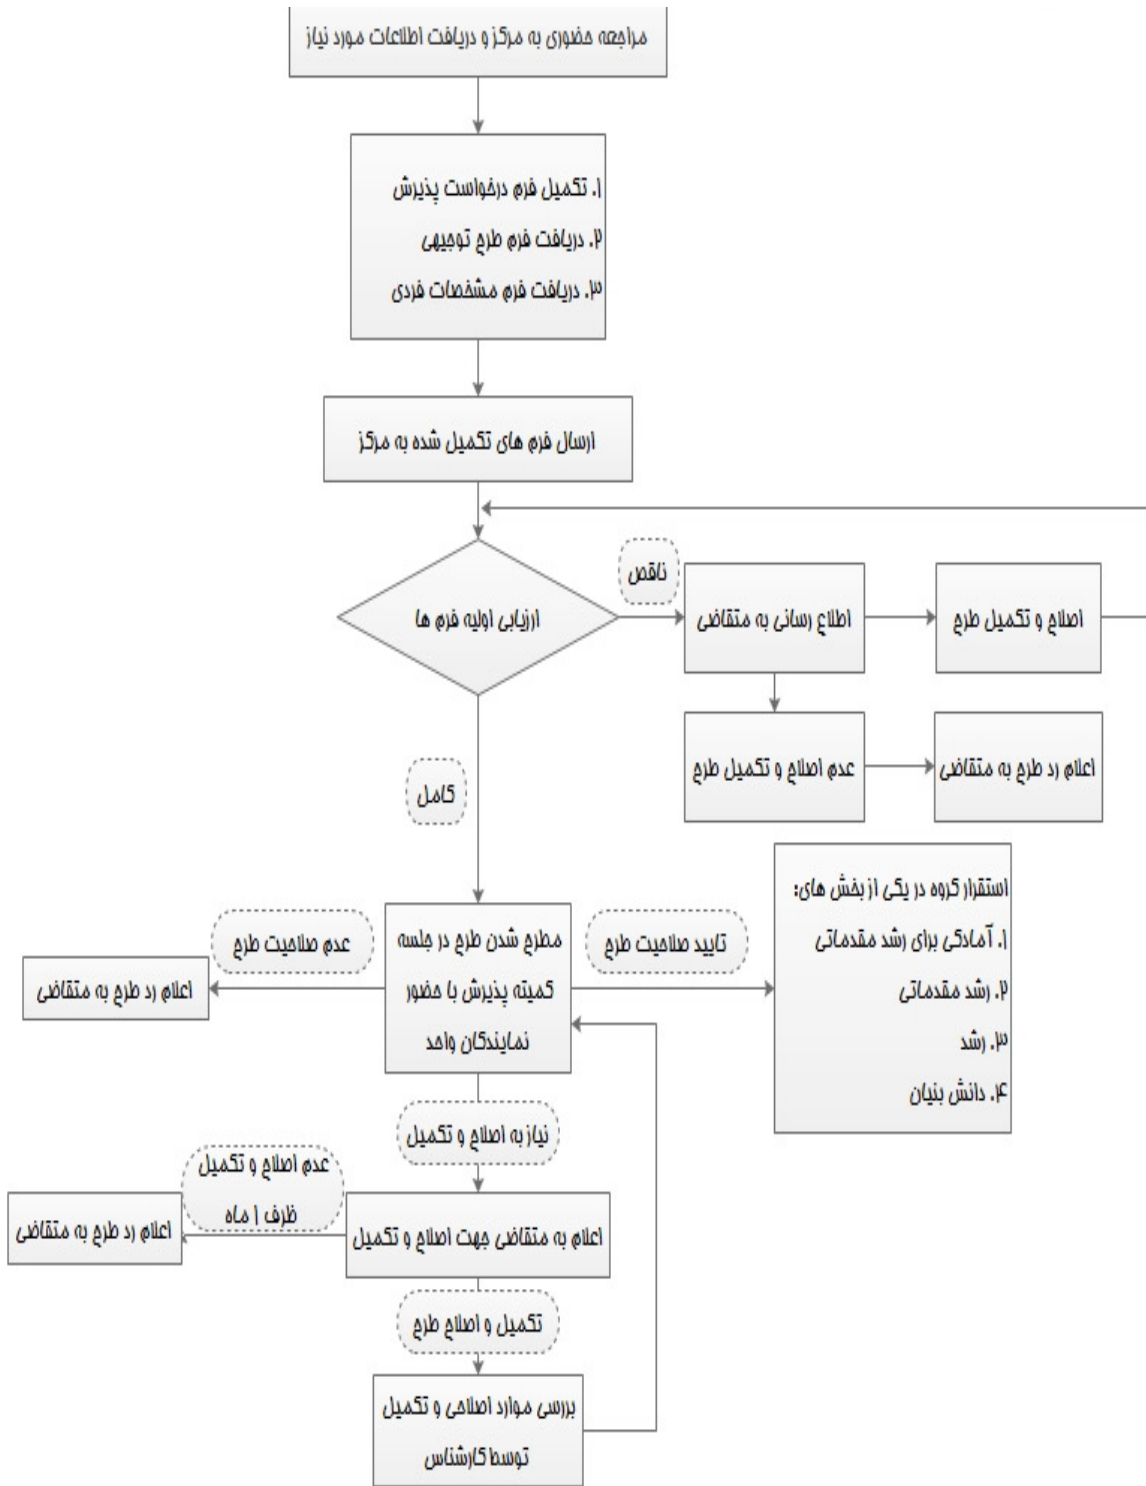 مراجعه حضوری به مرکز و دریافت اطلاعات مورد نیاز
۱. تکمیل فرم درخواست پذیرش
۲. دریافت فرم طرح توجیهی
۳. دریافت فرم مشخصات فردی
ارسال فرم های تکمیل شده به مرکز
ارزیابی اولیه فرم ها
ناقص
اطلاع رسانی به متقاضی
اصلاح و تکمیل طرح
عدم اصلاح و تکمیل طرح
اعلام رد طرح به متقاضی
کامل
مطرح شدن طرح در جلسه
کمیته پذیرش با حضور
نمایندگان واحد
تایید صلاحیت طرح
استقرار گروه در یکی از بخش های:
۱. آمادگی برای رشد مقدماتی
۲. رشد مقدماتی
۳. رشد
۴. دانش بنیان
عدم صلاحیت طرح
اعلام رد طرح به متقاضی
نیاز به اصلاح و تکمیل
اعلام به متقاضی جهت اصلاح و تکمیل
عدم اصلاح و تکمیل
ظرف ۱ ماه
اعلام رد طرح به متقاضی
تکمیل و اصلاح طرح
بررسی موارد اصلاحی و تکمیل
توسط کارشناس